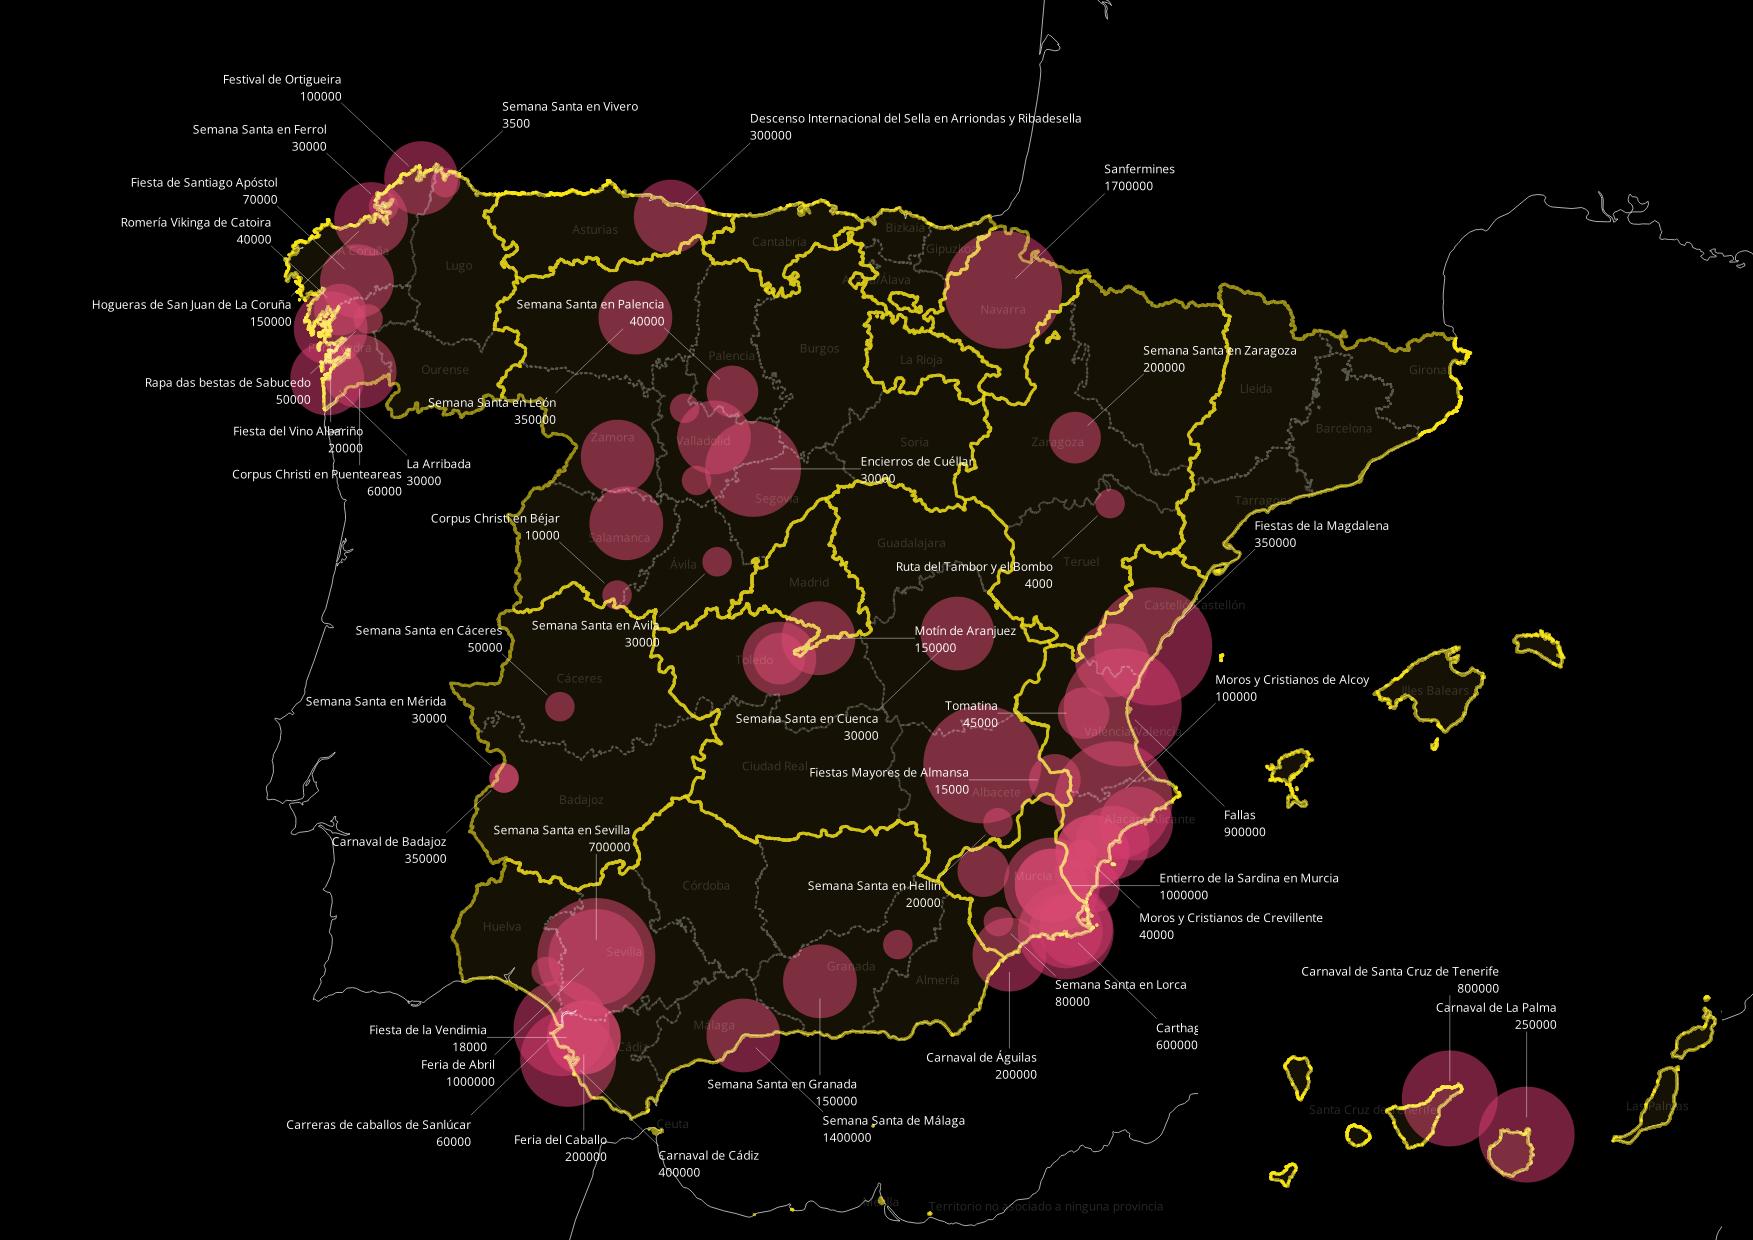 Festival de Ortigueira
100000
Semana Santa en Vivero
3500
Descenso Internacional del Sella en Arriondas y Ribadesella
300000
Semana Santa en Ferrol
30000
Sanfermines
1700000
Fiesta de Santiago Apóstol
70000
Romería Vikinga de Catoira
40000
Asturias
Cantabria
Bizkaia
Gipuzkoa
Coruña
Lugo
Álava
Hogueras de San Juan de La Coruña
150000
Semana Santa en Palencia
40000
Navarra
Burgos
Palencia
La Rioja
Semana Santa en Zaragoza
200000
Ourense
Lleida
Girona
Rapa das bestas de Sabucedo
50000
Semana Santa en León
350000
Fiesta del Vino Albariño
20000
Zamora
Valladolid
Soria
Zaragoza
Barcelona
La Arribada
30000
Corpus Christi en Puenteareas
60000
Encierros de Cuéllar
30000
Segovia
Tarragona
Corpus Christi en Béjar
10000
Fiestas de la Magdalena
350000
Salamanca
Guadalajara
Ávila
Madrid
Ruta del Tambor y el Bombo
4000
Teruel
Castelló/Castellón
Semana Santa en Ávila
30000
Semana Santa en Cáceres
50000
Motín de Aranjuez
150000
Toledo
Cáceres
Moros y Cristianos de Alcoy
100000
Illes Balears
Semana Santa en Mérida
30000
Tomatina
45000
Semana Santa en Cuenca
30000
València/Valencia
Ciudad Real
Fiestas Mayores de Almansa
15000
Albacete
Badajoz
Fallas
900000
Alacant/Alicante
Semana Santa en Sevilla
700000
Carnaval de Badajoz
350000
Murcia
Entierro de la Sardina en Murcia
1000000
Córdoba
Semana Santa en Hellín
20000
Moros y Cristianos de Crevillente
40000
Huelva
Sevilla
Granada
Almería
Carnaval de Santa Cruz de Tenerife
800000
Semana Santa en Lorca
80000
Carnaval de La Palma
250000
Málaga
Fiesta de la Vendimia
18000
Carthag
600000
Cádiz
Carnaval de Águilas
200000
Feria de Abril
1000000
Semana Santa en Granada
150000
Santa Cruz de Tenerife
Las Palmas
Carreras de caballos de Sanlúcar
60000
Semana Santa de Málaga
1400000
Ceuta
Feria del Caballo
200000
Carnaval de Cádiz
400000
Melilla
Territorio no asociado a ninguna provincia